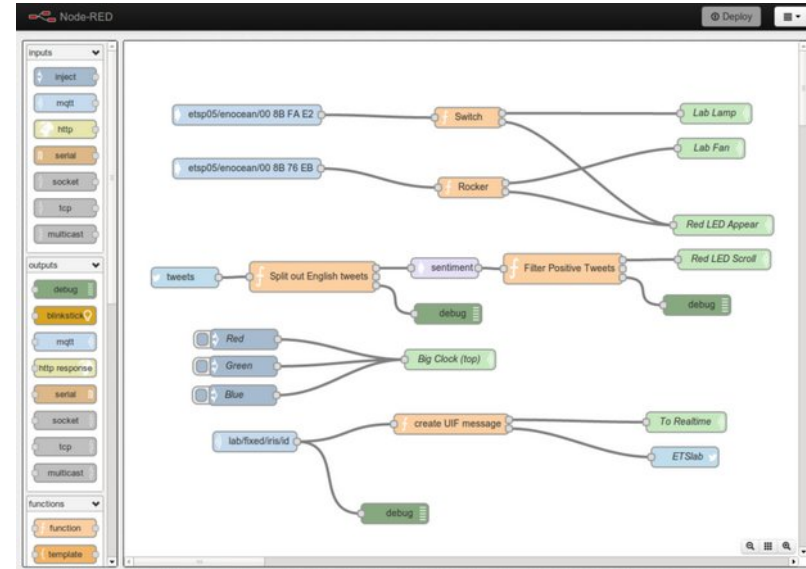 Node-RED
Deploy
inputs
inject
mqtt
http
serial
socket
tcp
multicast
outputs
debug
blinkstick
mqtt
http response
serial
socket
tcp
multicast
functions
function
template
etsp05/enocean/00 8B FA E2
Switch
Lab Lamp
Lab Fan
etsp05/enocean/00 8B 76 EB
Rocker
Red LED Appear
tweets
Split out English tweets
sentiment
Filter Positive Tweets
Red LED Scroll
debug
debug
Red
Green
Blue
Big Clock (top)
lab/fixed/iris/id
create UIF message
To Realtime
ETSlab
debug